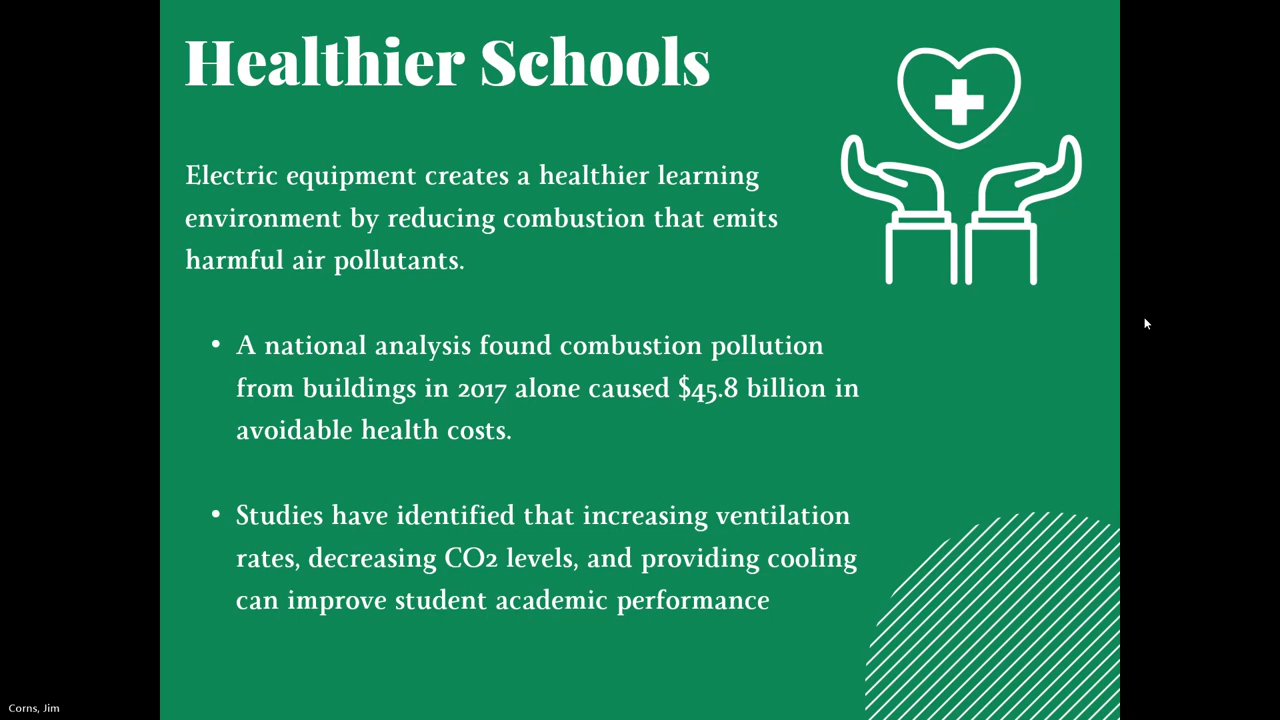 Healthier Schools
Electric equipment creates a healthier learning
environment by reducing combustion that emits
harmful air pollutants.
• A national analysis found combustion pollution
from buildings in 2017 alone caused $45.8 billion in
avoidable health costs.
• Studies have identified that increasing ventilation
rates, decreasing CO2 levels, and providing cooling
can improve student academic performance
Corns, Jim